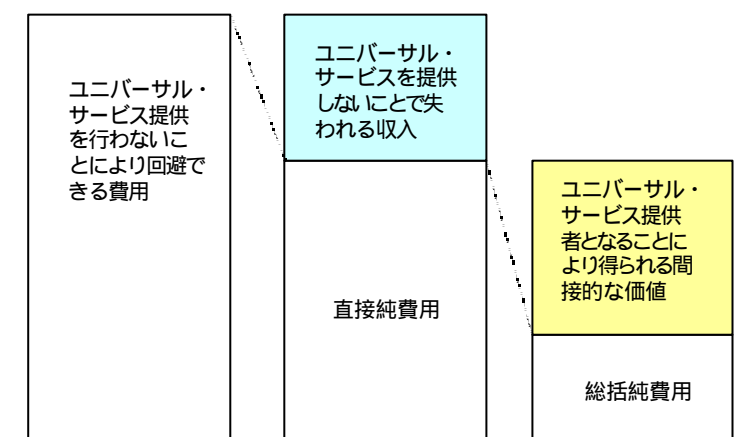 ユニバーサル・
サービス提供
を行わないこ
とにより回避で
きる費用
ユニバーサル・
サービスを提供
しないことで失
われる収入
直接純費用
ユニバーサル・
サービス提供
者となることに
より得られる間
接的な価値
総括純費用